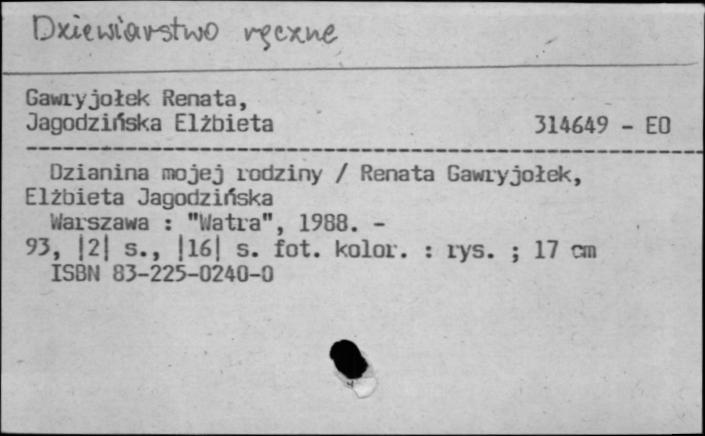 Dziewiarstwo ręczne
Gawryjołek Renata,
Jagodzińska Elżbieta 314649 - EO
Dzianina mojej rodziny / Renata Gawryjołek,
Elżbieta Jagodzińska
Warszawa : "Watra", 1988. -
93, |2| s., |16| s. fot. kolor. : rys. ; 17 cm
ISBN 83-225-0240-0